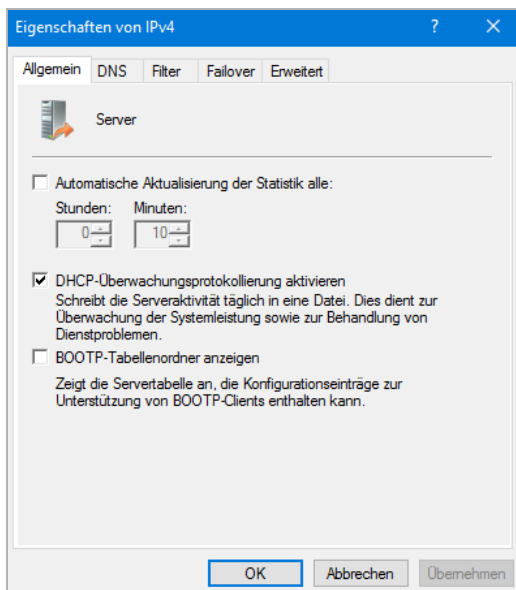 Eigenschaften von IPv4 ?
Allgemein DNS Filter Failover Erweitert
Server
Automatische Aktualisierung der Statistik alle:
Stunden: Minuten:
0 10
DHCP-Überwachungsprotokollierung aktivieren
Schreibt die Serveraktivität täglich in eine Datei. Dies dient zur
Überwachung der Systemleistung sowie zur Behandlung von
Dienstproblemen.
BOOTP-Tabellenordner anzeigen
Zeigt die Servertabelle an, die Konfigurationseinträge zur
Unterstützung von BOOTP-Clients enthalten kann.
OK Abbrechen Übernehmen